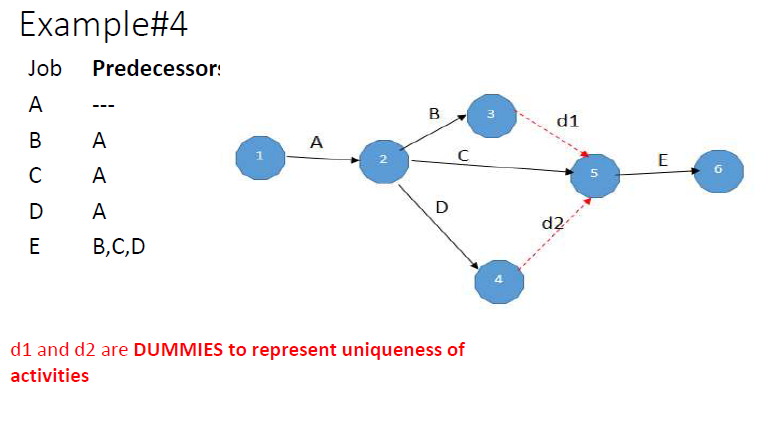 Example#4
Job Predecessors
A ---
B A
C A
D A
E B,C,D
1
A
2
B
3
d1
C
5
E
6
D
d2
4
d1 and d2 are DUMMIES to represent uniqueness of
activities